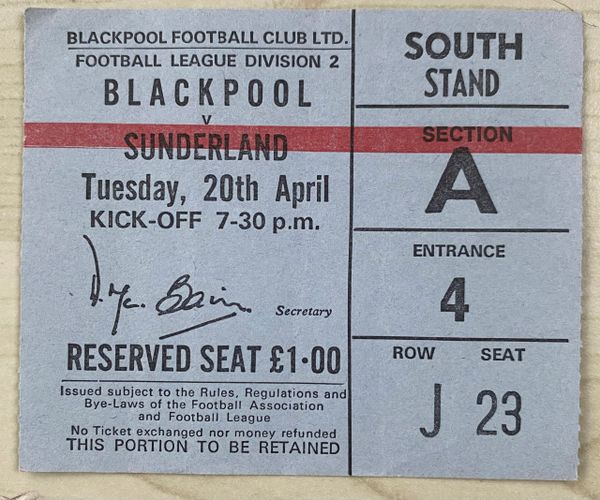 BLACKPOOL FOOTBALL CLUB LTD.
FOOTBALL LEAGUE DIVISION 2
BLACKPOOL
v
SUNDERLAND
Tuesday, 20th April
KICK-OFF 7-30 p.m.
Secretary
RESERVED SEAT £1·00
Issued subject to the Rules, Regulations and
Bye-Laws of the Football Association
and Football League
No Ticket exchanged nor money refunded
THIS PORTION TO BE RETAINED
SOUTH
STAND
SECTION
A
ENTRANCE
4
ROW SEAT
J 23